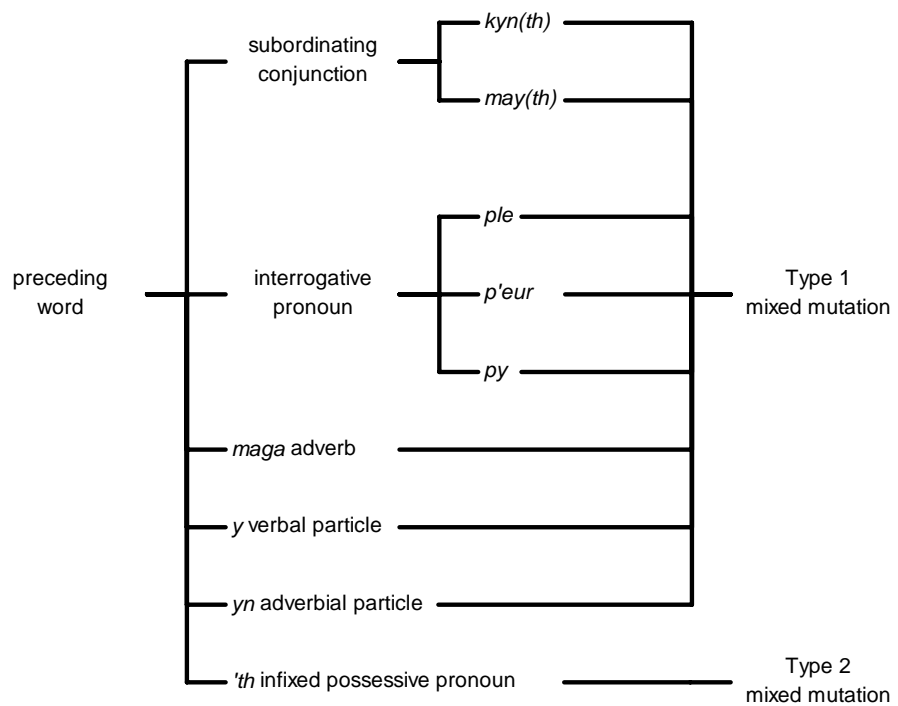 kyn(th)
subordinating
conjunction
may(th)
ple
preceding
word
interrogative
pronoun
p'eur
Type 1
mixed mutation
py
maga adverb
y verbal particle
yn adverbial particle
'th infixed possessive pronoun
Type 2
mixed mutation